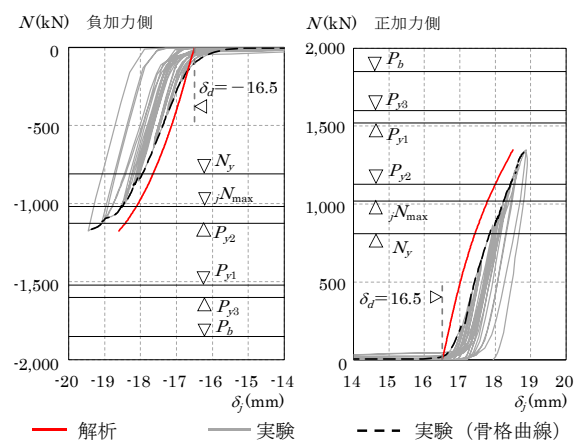 N(kN) 負加力側
0
-500
-1,000
-1,500
-2,000
-20 -19 -18 -17 -16 -15 -14
δj(mm)
δd=−16.5
Ny
jNmax
Py2
Py1
Py3
Pb
N(kN) 正加力側
2,000
1,500
1,000
500
0
14 15 16 17 18 19 20
δj(mm)
Pb
Py3
Py1
Py2
jNmax
Ny
δd=16.5
解析 実験 実験（骨格曲線）